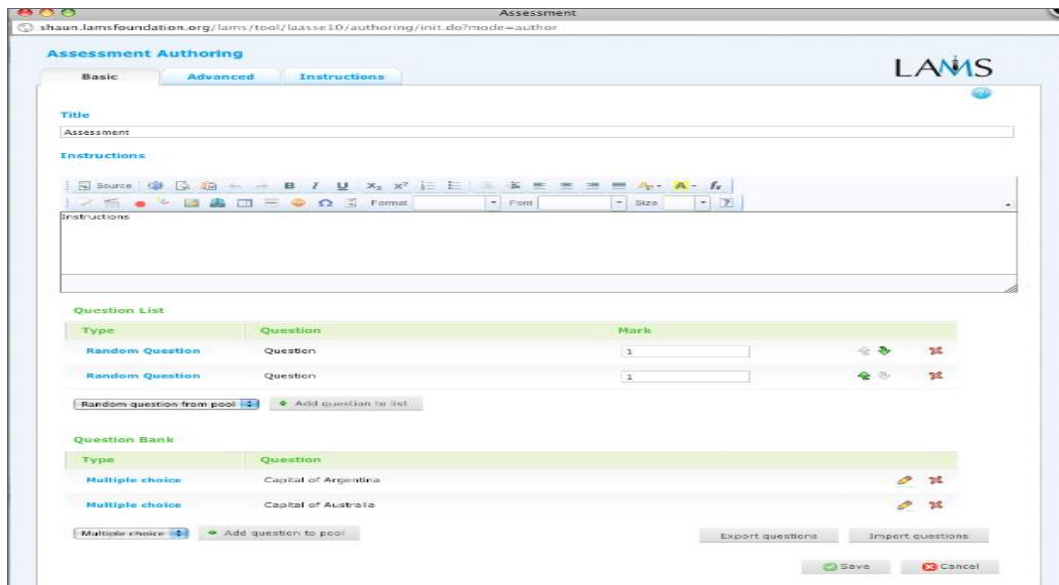 Assessment
shaun.lamsfoundation.org/lams/tool/laasse10/authoring/init.do?mode=author
Assessment Authoring
LAMS
Basic Advanced Instructions
Title
Assessment
Instructions
Source B I U X₂ X²
Format Font Size
Instructions
Question List
Type Question Mark
Random Question Question 1
Random Question Question 1
Random question from pool Add question to list
Question Bank
Type Question
Multiple choice Capital of Argentina
Multiple choice Capital of Australia
Multiple choice Add question to pool Export questions Import questions
Save Cancel